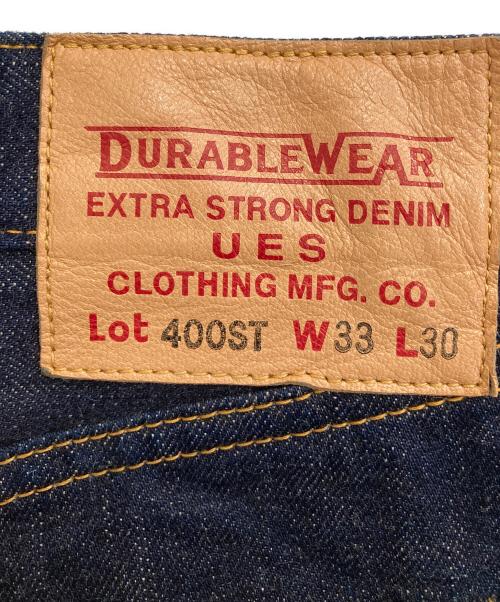 DURABLEWEAR
EXTRA STRONG DENIM
UES
CLOTHING MFG. CO.
Lot 400ST W33 L30